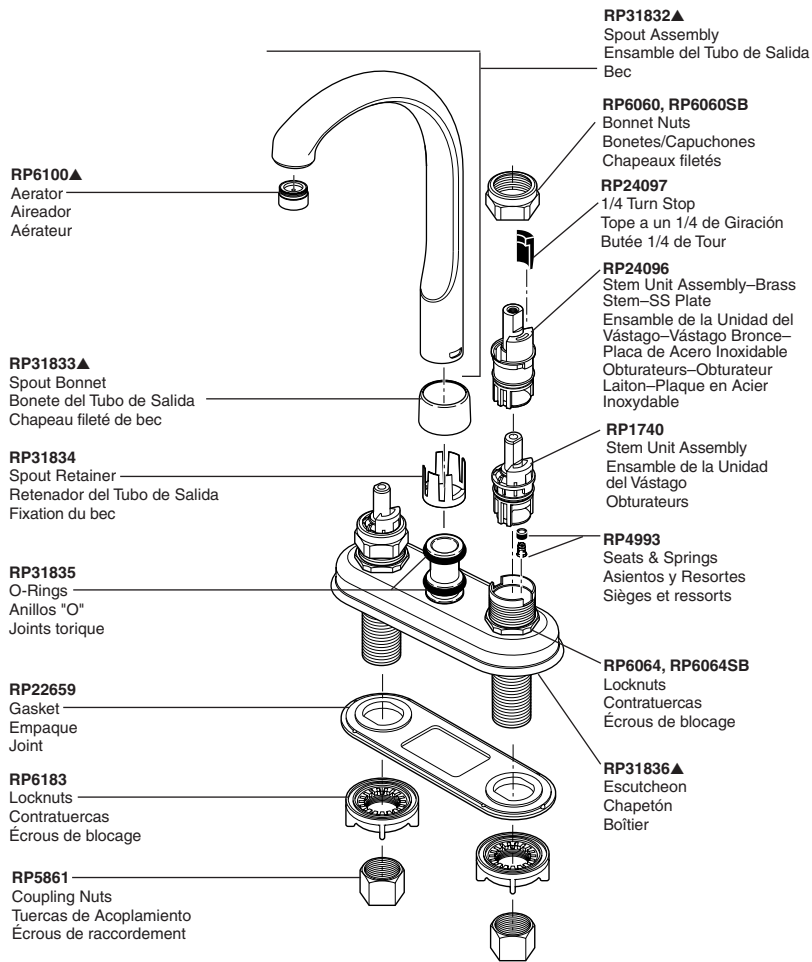 RP31832▲
Spout Assembly
Ensamble del Tubo de Salida
Bec
RP6060, RP6060SB
Bonnet Nuts
Bonetes/Capuchones
Chapeaux filetés
RP6100▲
Aerator
Aireador
Aérateur
RP24097
1/4 Turn Stop
Tope a un 1/4 de Giración
Butée 1/4 de Tour
RP24096
Stem Unit Assembly–Brass
Stem–SS Plate
Ensamble de la Unidad del
Vástago–Vástago Bronce–
Placa de Acero Inoxidable
Obturateurs–Obturateur
Laiton–Plaque en Acier
Inoxydable
RP31833▲
Spout Bonnet
Bonete del Tubo de Salida
Chapeau fileté de bec
RP1740
Stem Unit Assembly
Ensamble de la Unidad
del Vástago
Obturateurs
RP31834
Spout Retainer
Retenador del Tubo de Salida
Fixation du bec
RP4993
Seats & Springs
Asientos y Resortes
Sièges et ressorts
RP31835
O-Rings
Anillos "O"
Joints torique
RP6064, RP6064SB
Locknuts
Contratuercas
Écrous de blocage
RP22659
Gasket
Empaque
Joint
RP31836▲
Escutcheon
Chapetón
Boîtier
RP6183
Locknuts
Contratuercas
Écrous de blocage
RP5861
Coupling Nuts
Tuercas de Acoplamiento
Écrous de raccordement